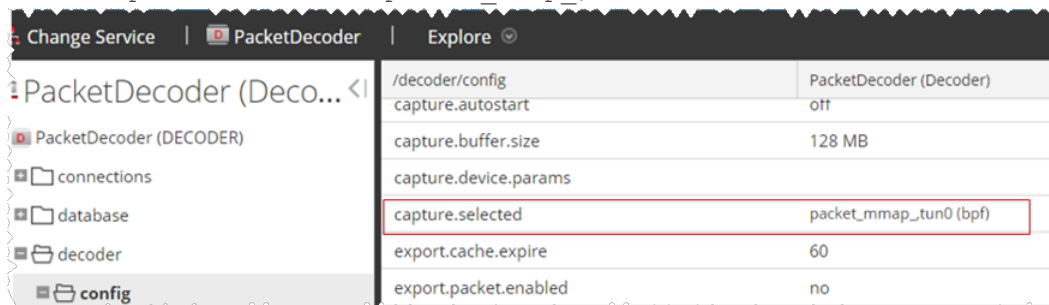 Change Service | D PacketDecoder | Explore
PacketDecoder (Deco...
D PacketDecoder (DECODER)
connections
database
decoder
config
/decoder/config PacketDecoder (Decoder)
capture.autostart off
capture.buffer.size 128 MB
capture.device.params
capture.selected packet_mmap_,tun0 (bpf)
export.cache.expire 60
export.packet.enabled no